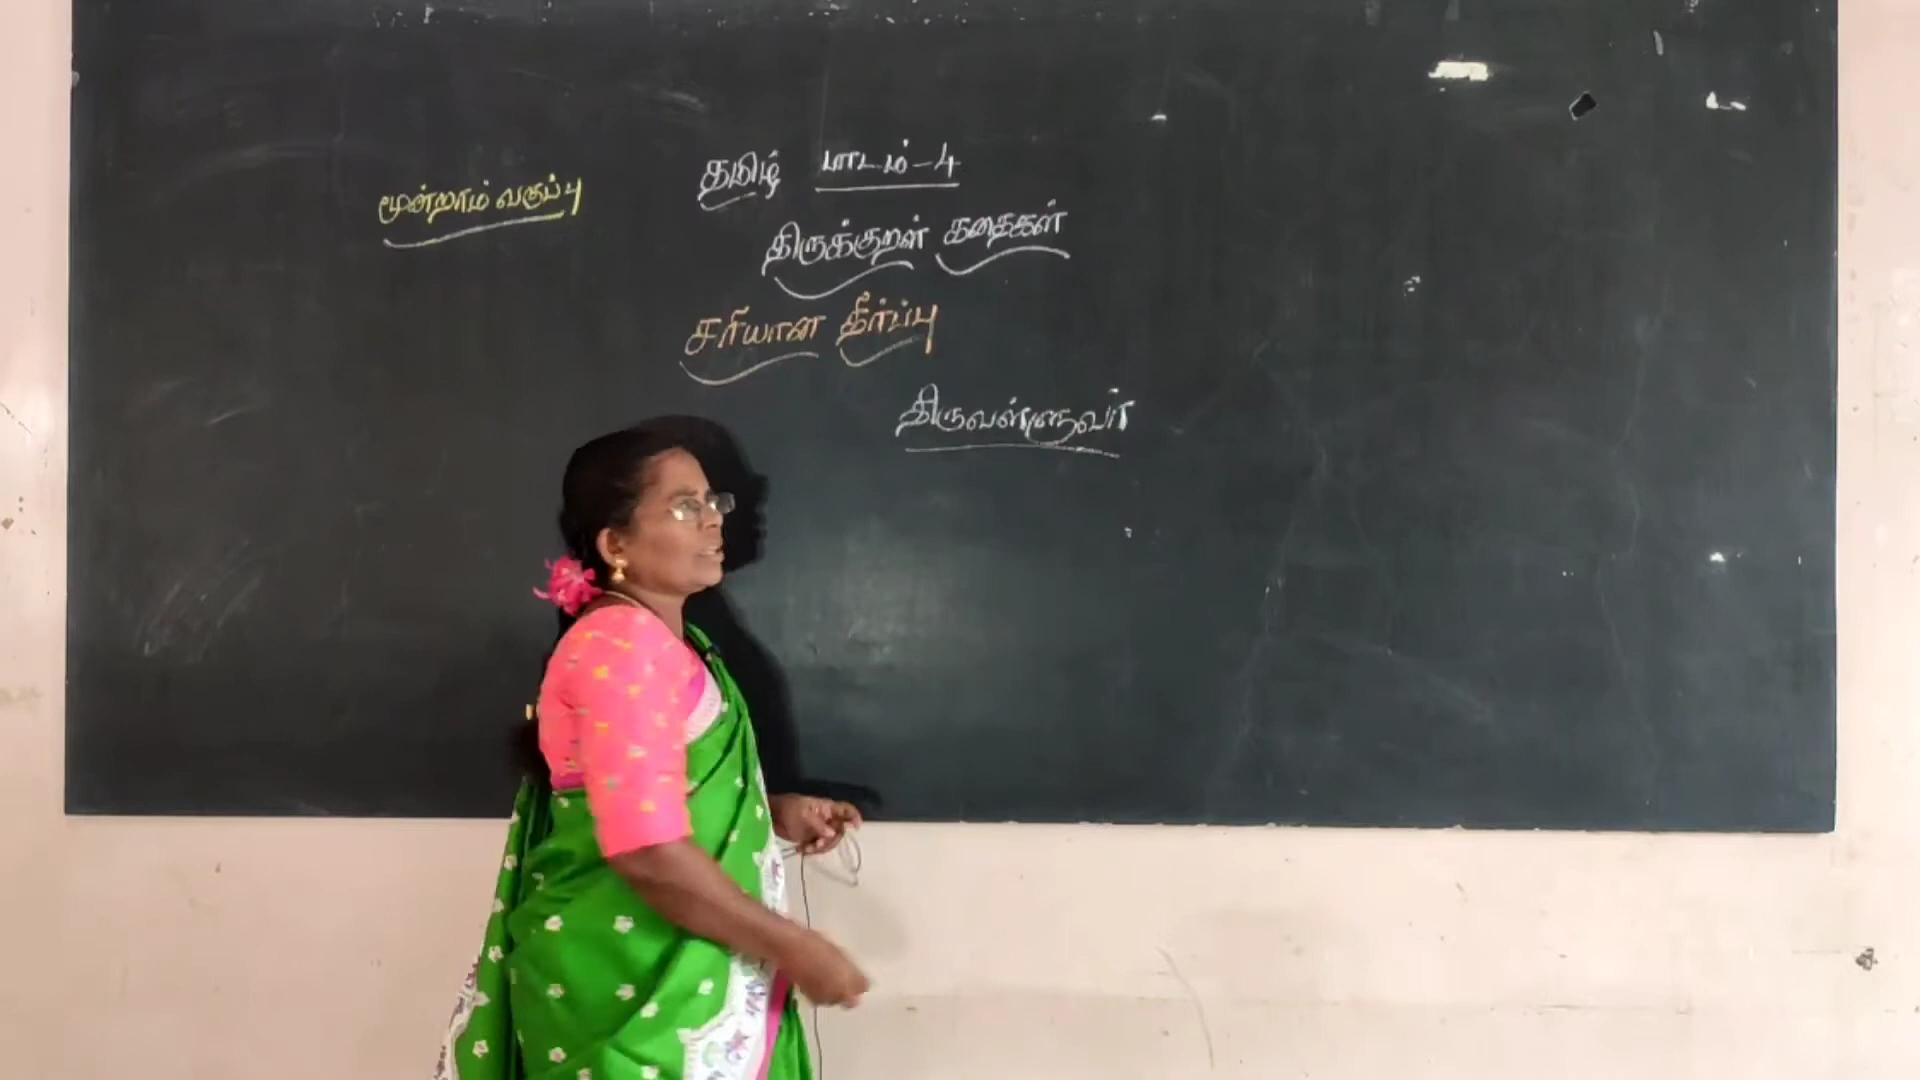 மூன்றாம் வகுப்பு
தமிழ் பாடம்-4
திருக்குறள் கதைகள்
சரியான தீர்ப்பு
திருவள்ளுவர்